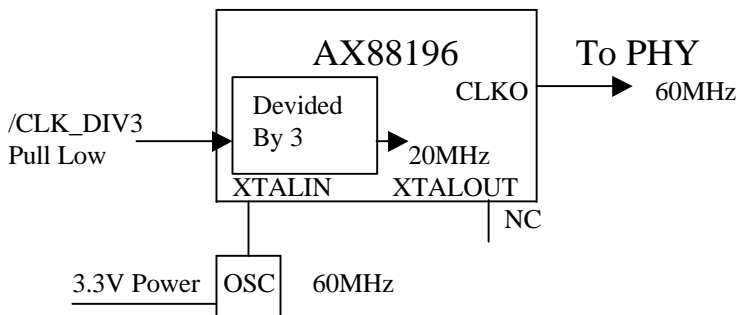 AX88196
To PHY
CLKO
60MHz
Devided
By 3
/CLK_DIV3
Pull Low
20MHz
XTALIN
XTALOUT
NC
3.3V Power
OSC
60MHz